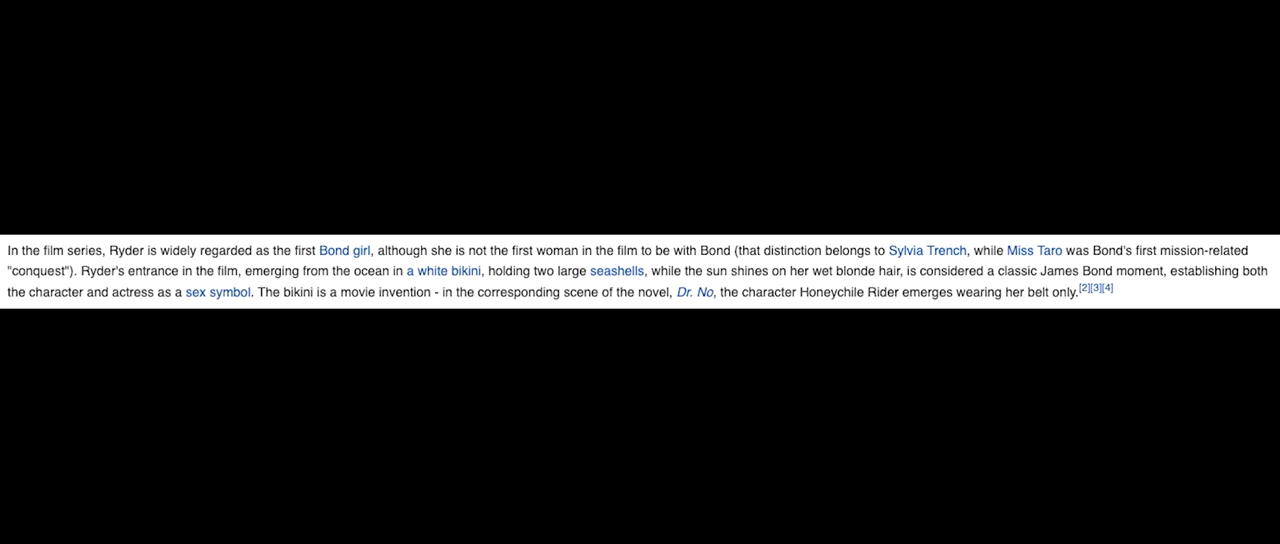 In the film series, Ryder is widely regarded as the first Bond girl, although she is not the first woman in the film to be with Bond (that distinction belongs to Sylvia Trench, while Miss Taro was Bond's first mission-related
"conquest"). Ryder's entrance in the film, emerging from the ocean in a white bikini, holding two large seashells, while the sun shines on her wet blonde hair, is considered a classic James Bond moment, establishing both
the character and actress as a sex symbol. The bikini is a movie invention - in the corresponding scene of the novel, Dr. No, the character Honeychile Rider emerges wearing her belt only.[2][3][4]